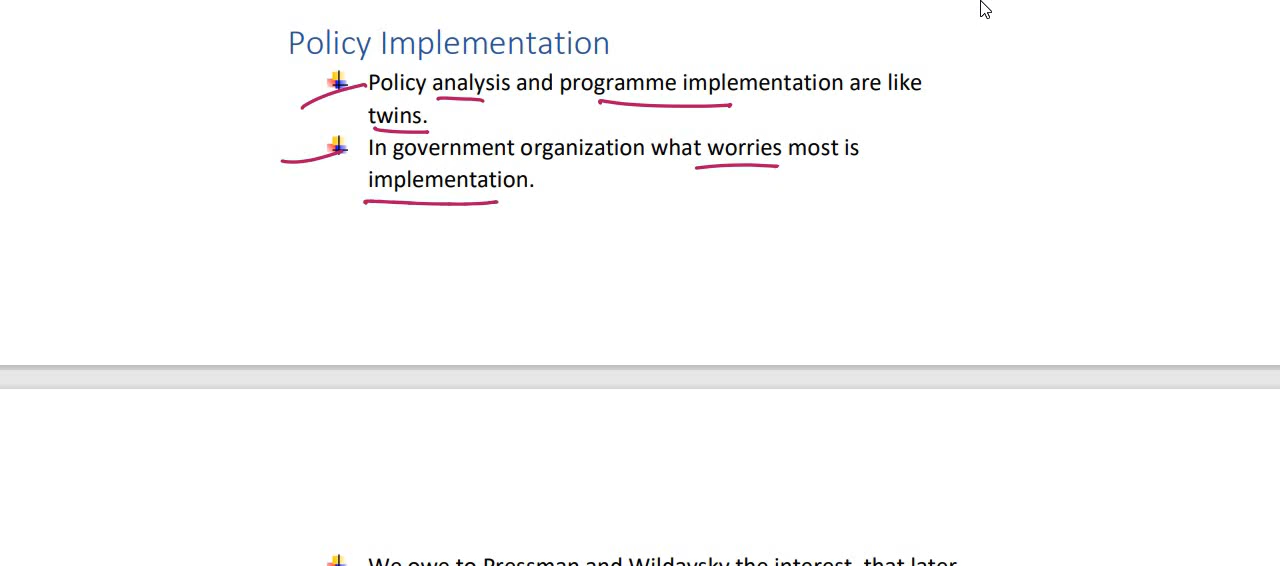 Policy Implementation
Policy analysis and programme implementation are like
twins.
In government organization what worries most is
implementation.
We owe to Pressman and Wildavsky the interest, that later